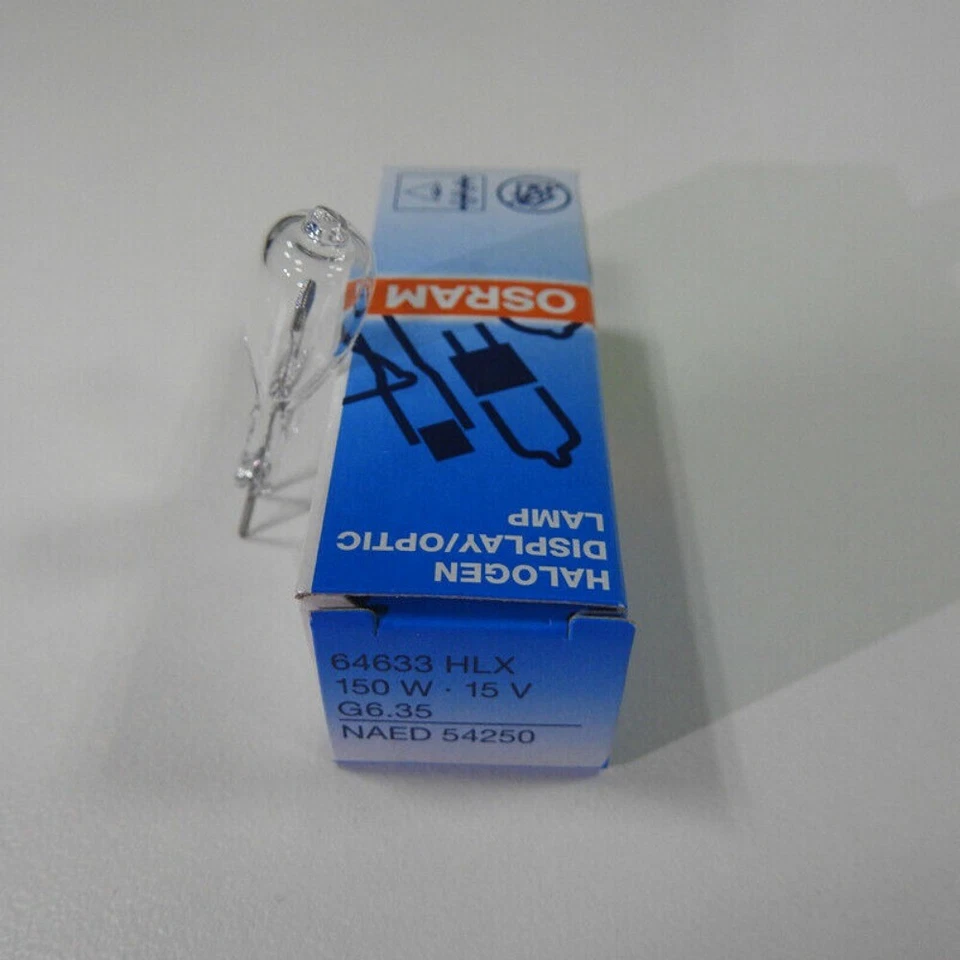 OSRAM
HALOGEN
DISPLAY/OPTIC
LAMP
64633 HLX
150 W · 15 V
G6.35
NAED 54250